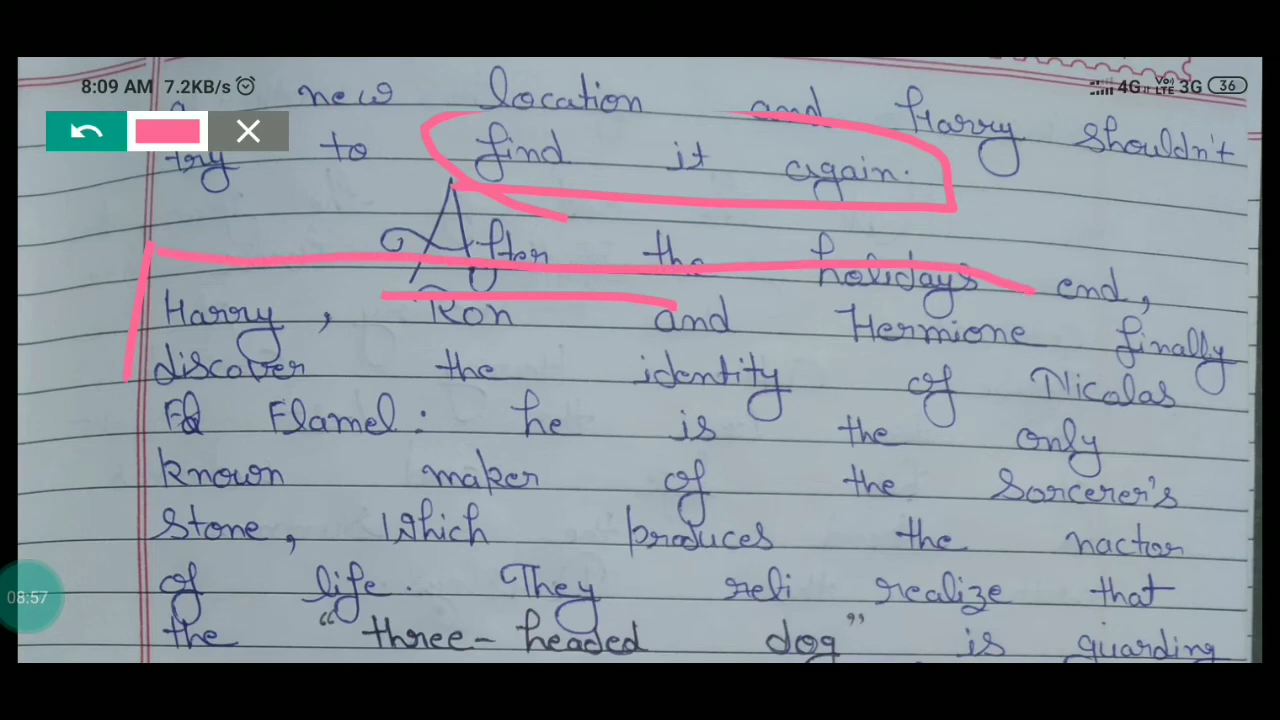 8:09 AM 7.2KB/s 4G VoLTE 3G 36
new location and Harry shouldn't
try to find it again.
After the holidays end,
Harry, Ron and Hermione finally
discover the identity of Nicolas
Fl Flamel: he is the only
known maker of the Sorcerer's
Stone, which produces the nactor
of life. They reli realize that
the "three-headed dog" is guarding
08:57